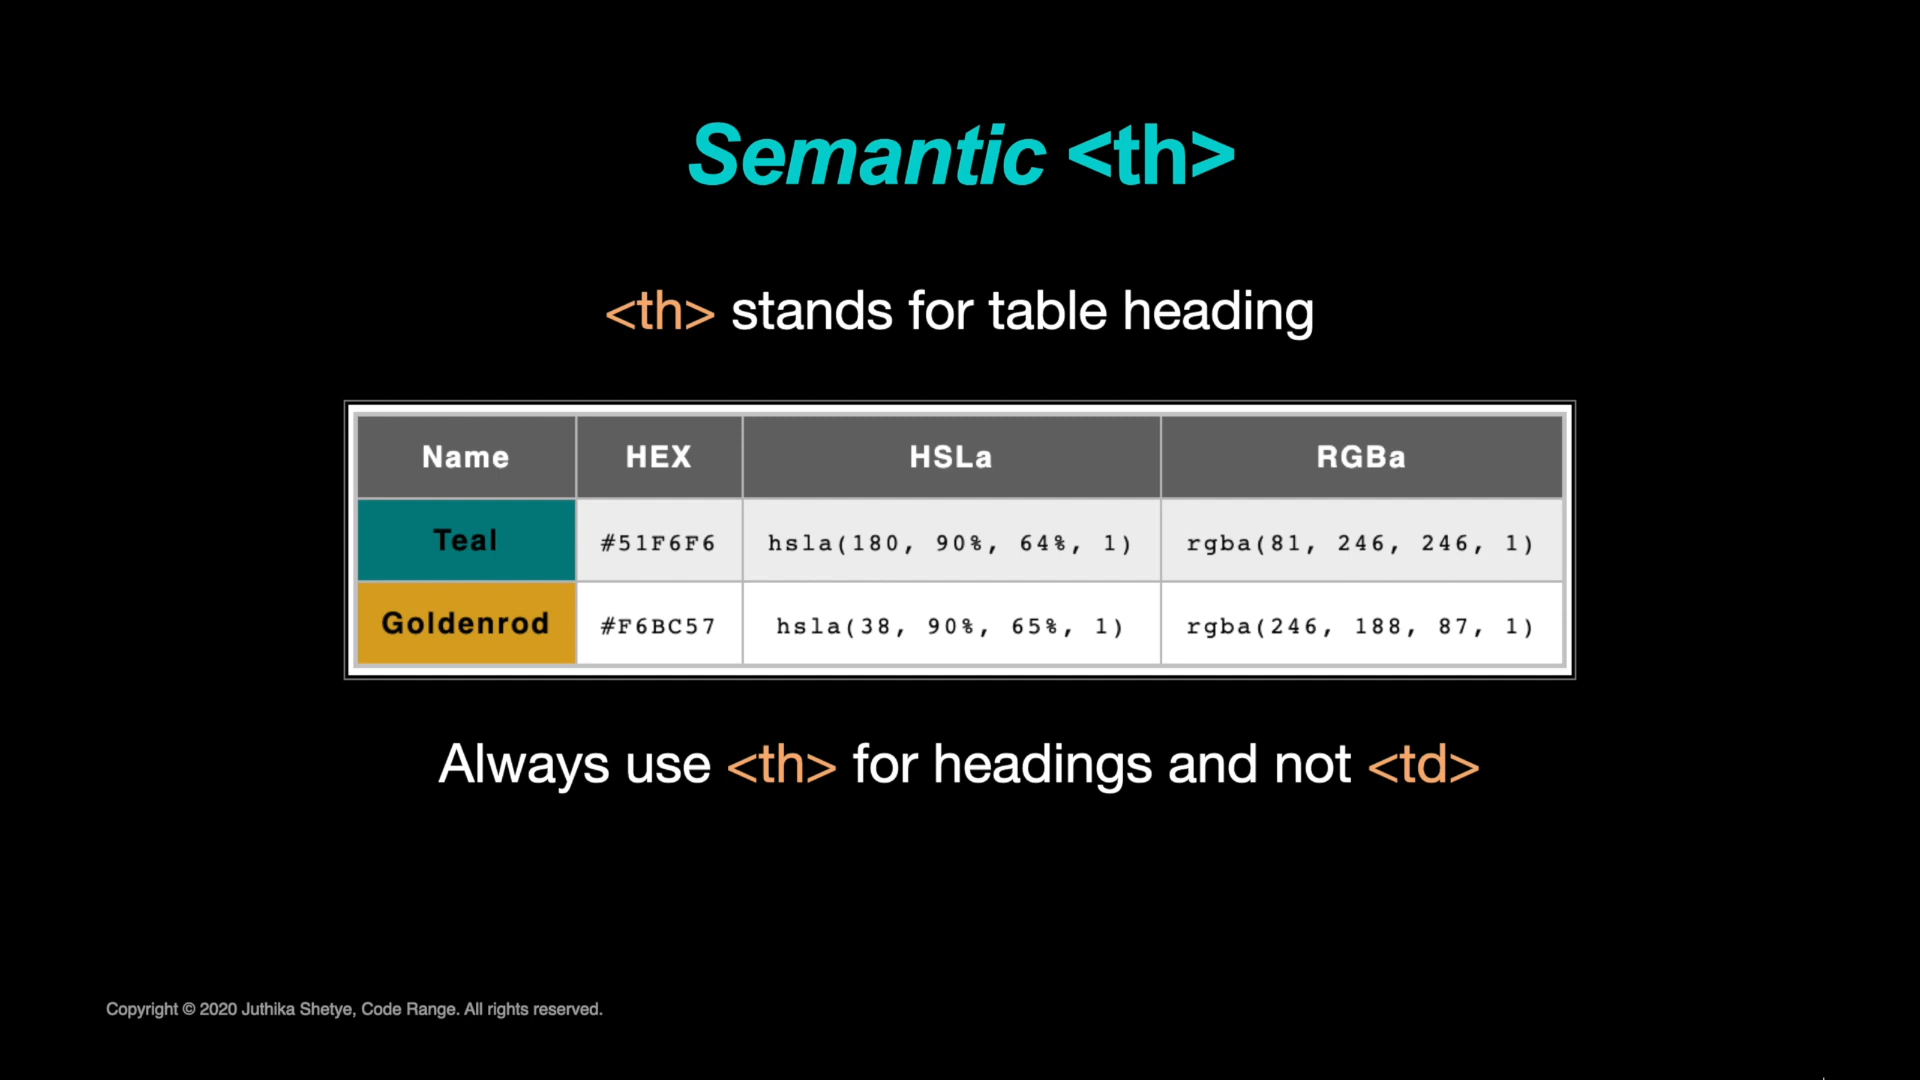 Semantic <th>
<th> stands for table heading
Name HEX HSLa RGBa
Teal #51F6F6 hsla(180, 90%, 64%, 1) rgba(81, 246, 246, 1)
Goldenrod #F6BC57 hsla(38, 90%, 65%, 1) rgba(246, 188, 87, 1)
Always use <th> for headings and not <td>
Copyright © 2020 Juthika Shetye, Code Range. All rights reserved.